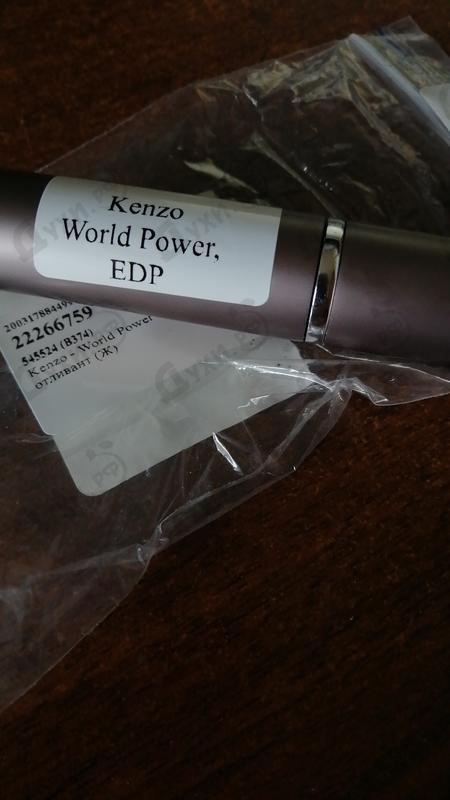 Kenzo
World Power,
EDP
22266759
545524 (B374)
Kenzo - World Power
отливант (Ж)